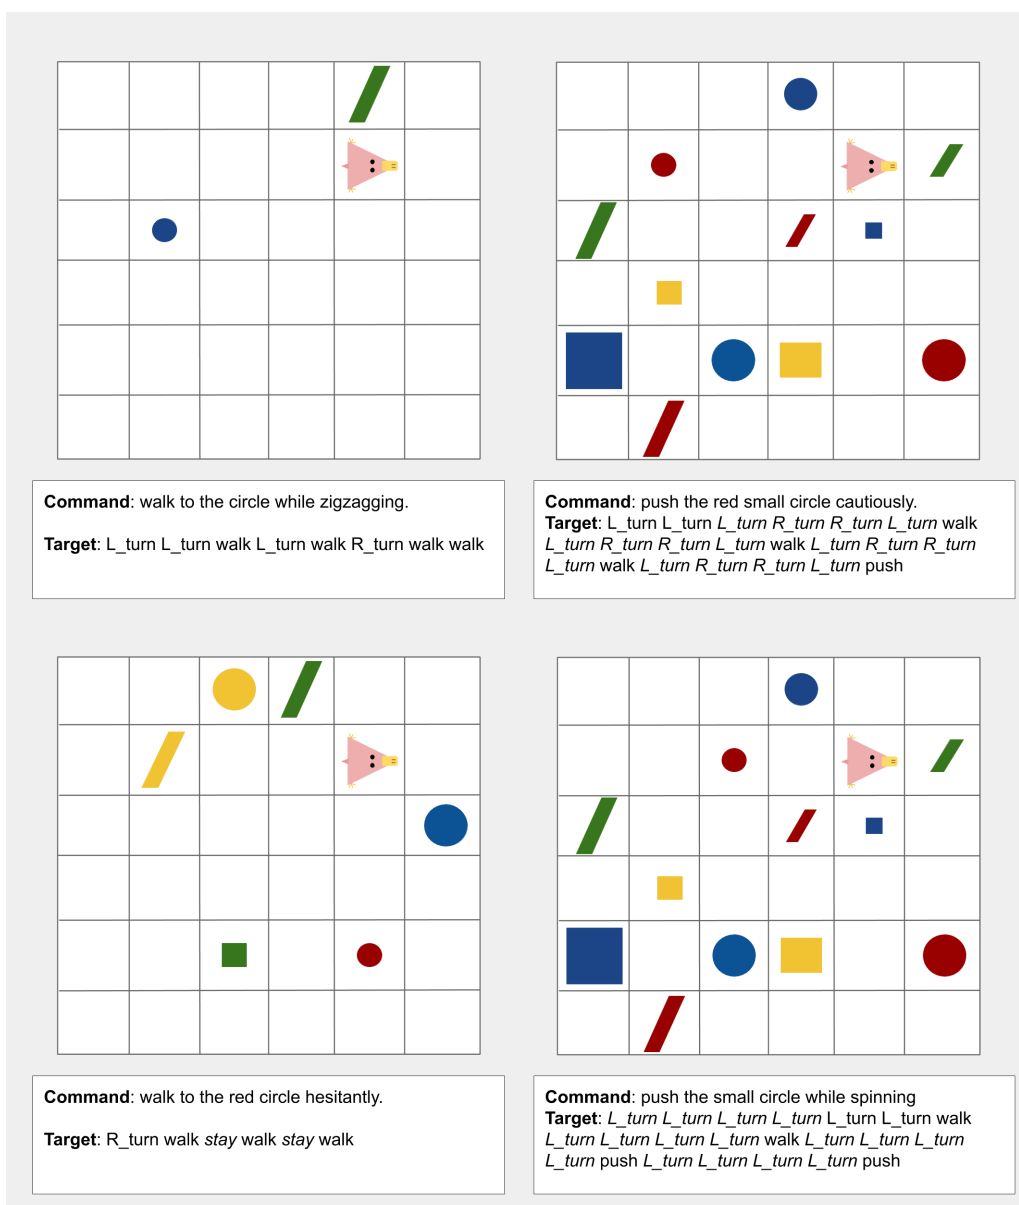 Command: walk to the circle while zigzagging.
Target: L_turn L_turn walk L_turn walk R_turn walk walk
Command: push the red small circle cautiously.
Target: L_turn L_turn L_turn R_turn R_turn L_turn walk
L_turn R_turn R_turn L_turn walk L_turn R_turn R_turn
L_turn walk L_turn R_turn R_turn L_turn push
Command: walk to the red circle hesitantly.
Target: R_turn walk stay walk stay walk
Command: push the small circle while spinning
Target: L_turn L_turn L_turn L_turn L_turn L_turn walk
L_turn L_turn L_turn L_turn walk L_turn L_turn L_turn
L_turn push L_turn L_turn L_turn L_turn push